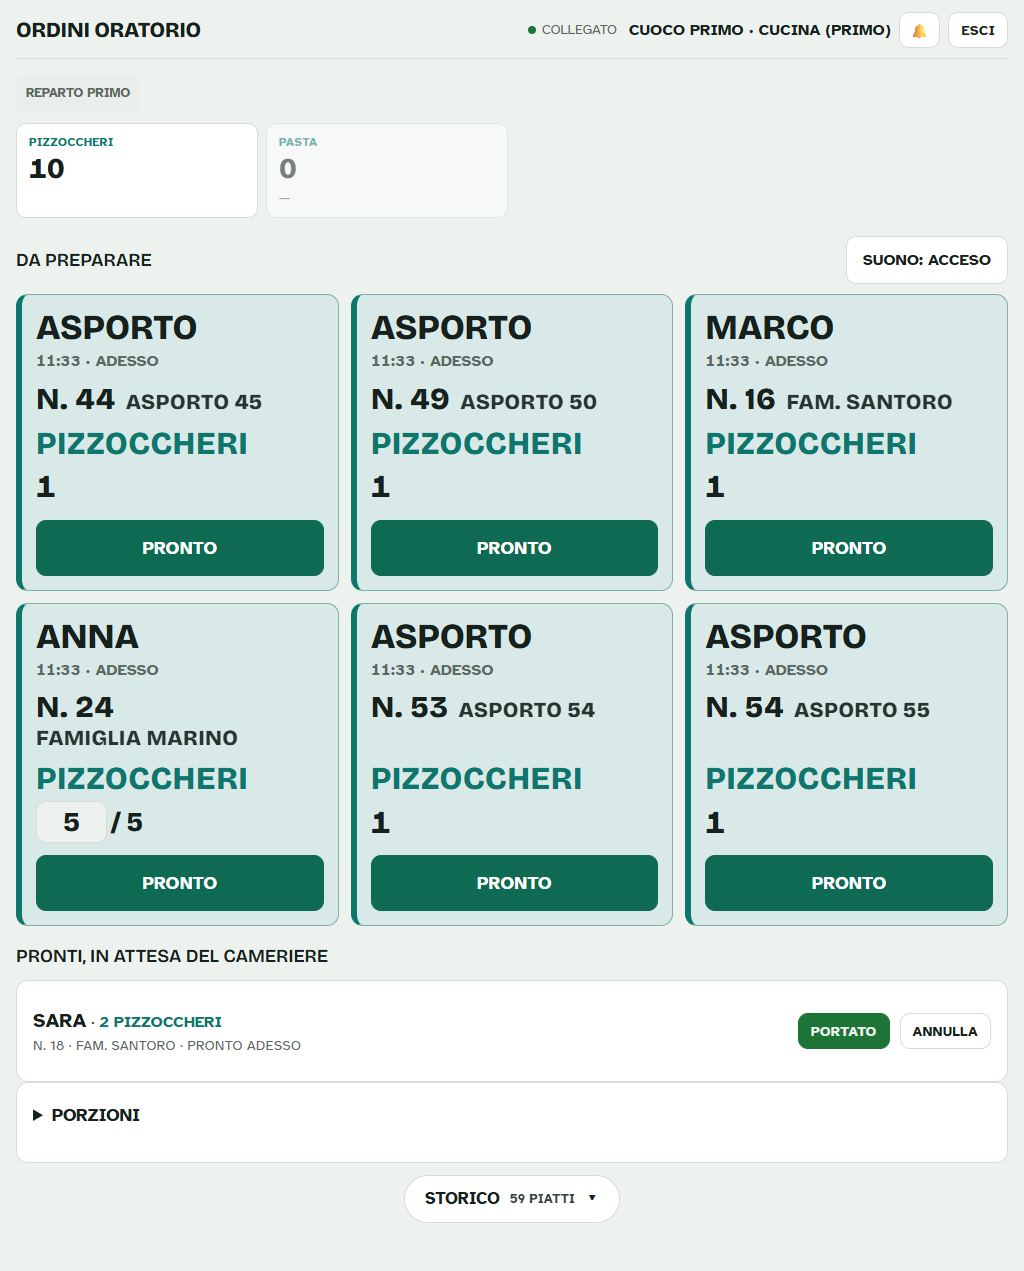 ORDINI ORATORIO
COLLEGATO CUOCO PRIMO · CUCINA (PRIMO) ESCI
REPARTO PRIMO
PIZZOCCHERI
10
PASTA
0
—
DA PREPARARE
SUONO: ACCESO
ASPORTO
11:33 · ADESSO
N. 44 ASPORTO 45
PIZZOCCHERI
1
PRONTO
ASPORTO
11:33 · ADESSO
N. 49 ASPORTO 50
PIZZOCCHERI
1
PRONTO
MARCO
11:33 · ADESSO
N. 16 FAM. SANTORO
PIZZOCCHERI
1
PRONTO
ANNA
11:33 · ADESSO
N. 24
FAMIGLIA MARINO
PIZZOCCHERI
5 / 5
PRONTO
ASPORTO
11:33 · ADESSO
N. 53 ASPORTO 54
PIZZOCCHERI
1
PRONTO
ASPORTO
11:33 · ADESSO
N. 54 ASPORTO 55
PIZZOCCHERI
1
PRONTO
PRONTI, IN ATTESA DEL CAMERIERE
SARA · 2 PIZZOCCHERI
N. 18 · FAM. SANTORO · PRONTO ADESSO
PORTATO ANNULLA
PORZIONI
STORICO 59 PIATTI